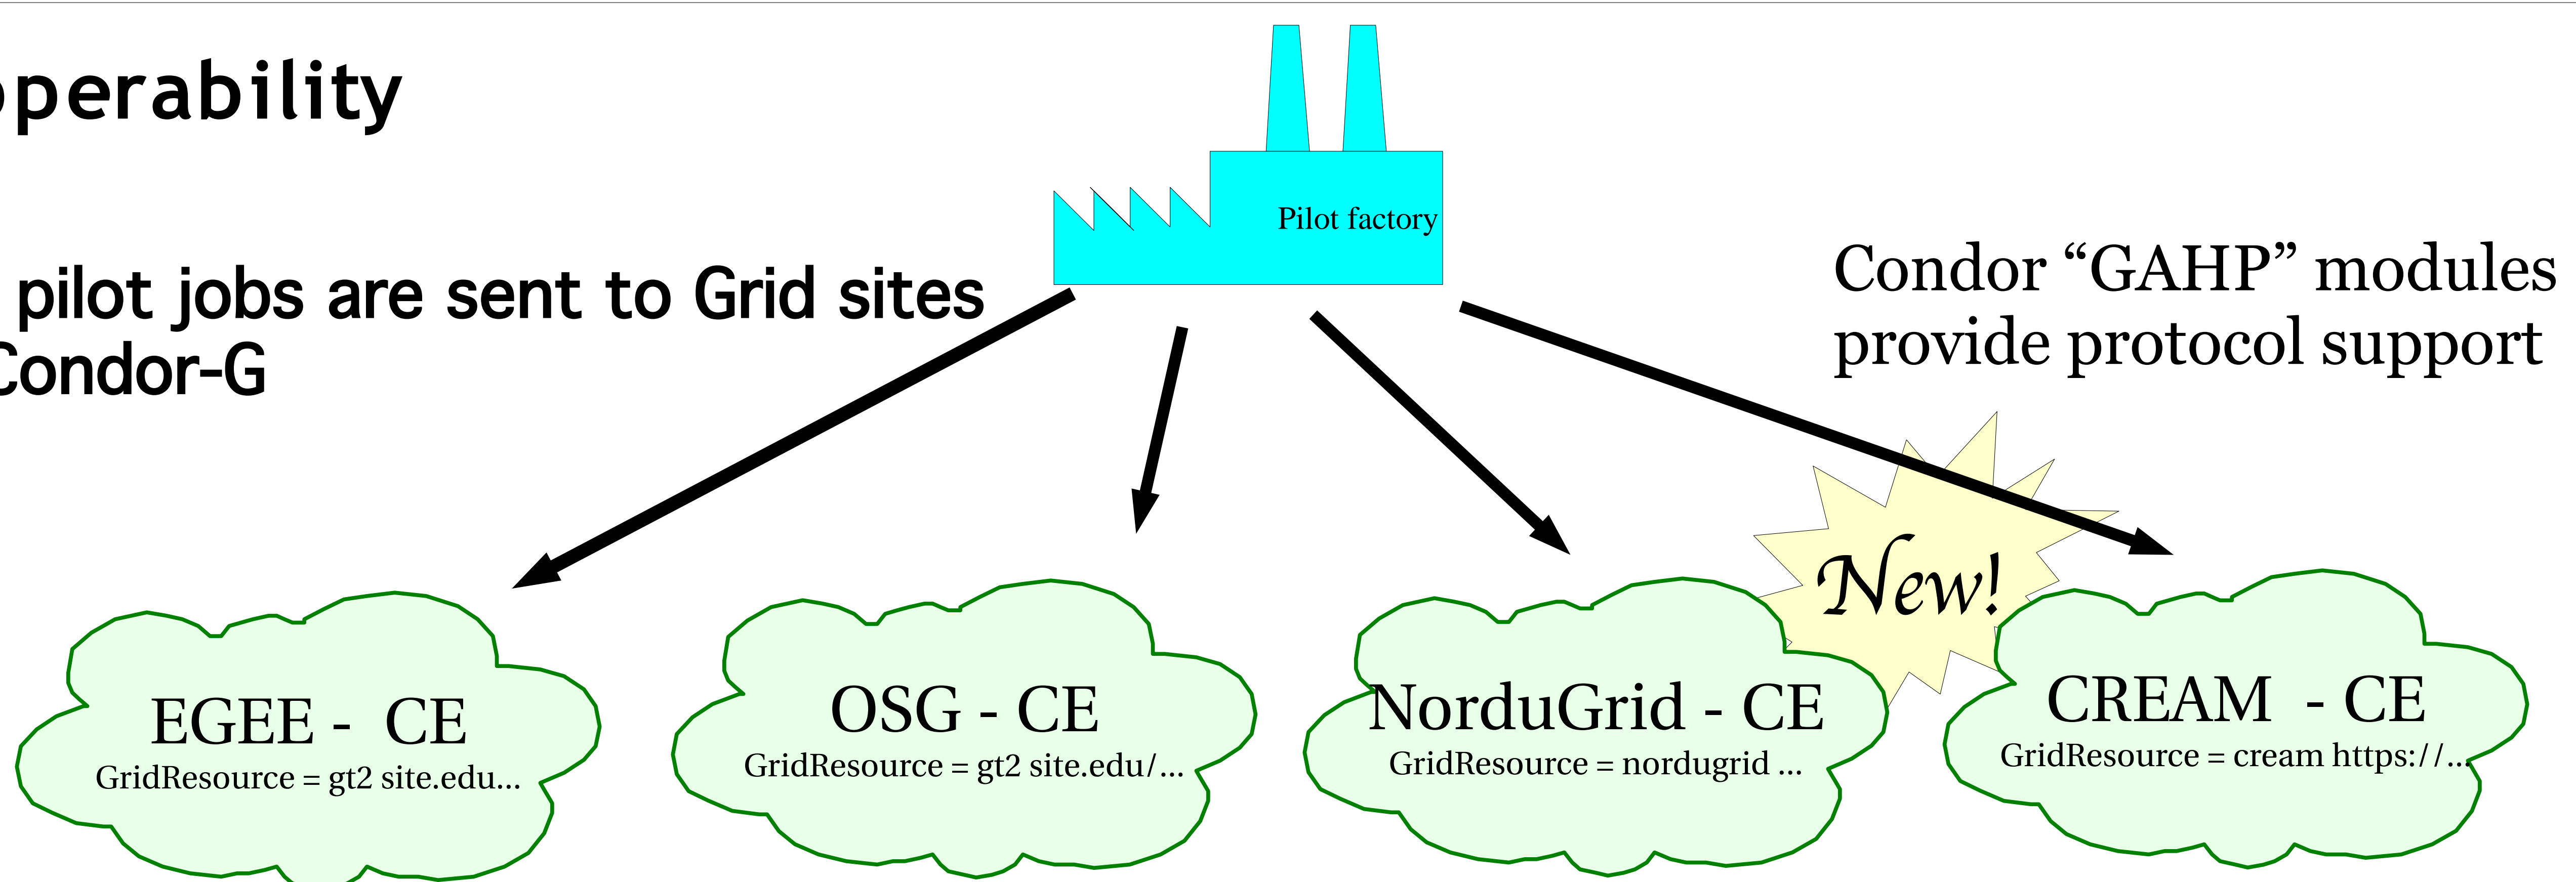 operability
Pilot factory
pilot jobs are sent to Grid sites
Condor-G
Condor “GAHP” modules
provide protocol support
New!
EGEE - CE
GridResource = gt2 site.edu...
OSG - CE
GridResource = gt2 site.edu/...
NorduGrid - CE
GridResource = nordugrid ...
CREAM - CE
GridResource = cream https://...